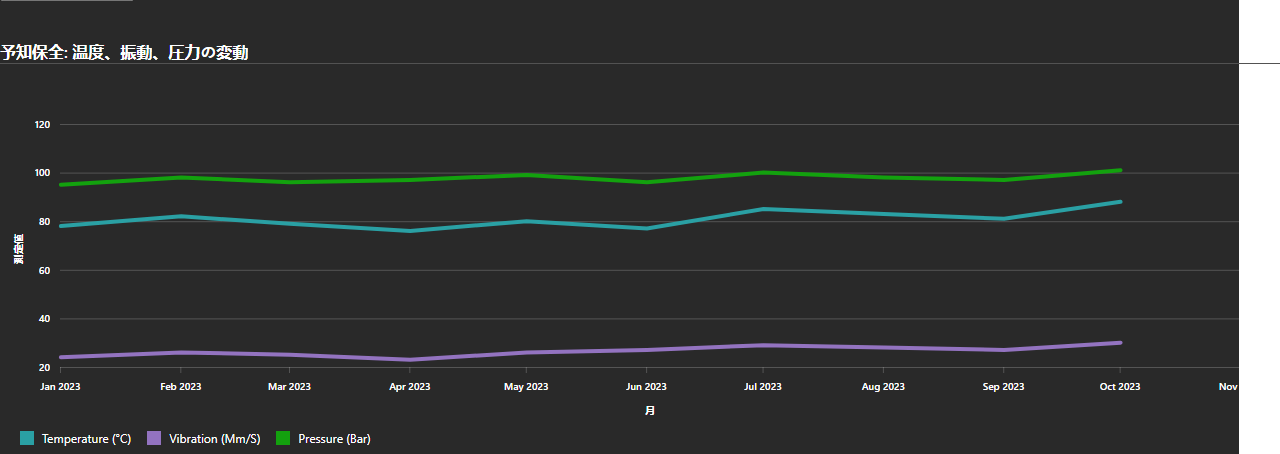 予知保全: 温度、振動、圧力の変動
120
100
80
60
40
20
測定値
Jan 2023 Feb 2023 Mar 2023 Apr 2023 May 2023 Jun 2023 Jul 2023 Aug 2023 Sep 2023 Oct 2023 Nov
月
Temperature (°C) Vibration (Mm/S) Pressure (Bar)